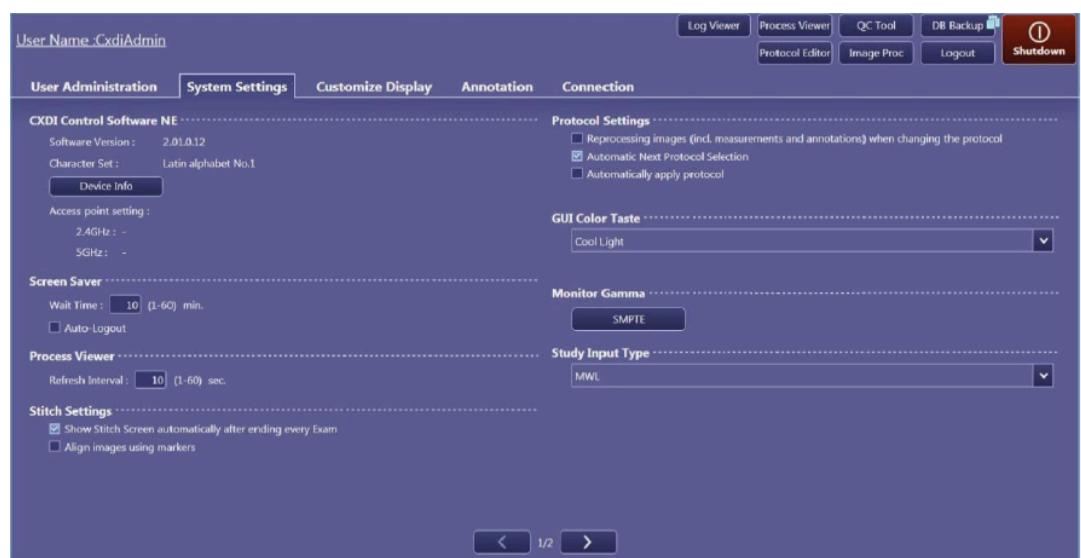 User Name :CxdiAdmin
Log Viewer
Process Viewer
QC Tool
DB Backup
Shutdown
Protocol Editor
Image Proc
Logout
User Administration
System Settings
Customize Display
Annotation
Connection
CXDI Control Software NE
Software Version : 2.01.0.12
Character Set : Latin alphabet No.1
Device Info
Access point setting :
2.4GHz : -
5GHz : -
Screen Saver
Wait Time : 10 (1-60) min.
Auto-Logout
Process Viewer
Refresh Interval : 10 (1-60) sec.
Stitch Settings
Show Stitch Screen automatically after ending every Exam
Align images using markers
Protocol Settings
Reprocessing images (incl. measurements and annotations) when changing the protocol
Automatic Next Protocol Selection
Automatically apply protocol
GUI Color Taste
Cool Light
Monitor Gamma
SMPTE
Study Input Type
MWL
1/2